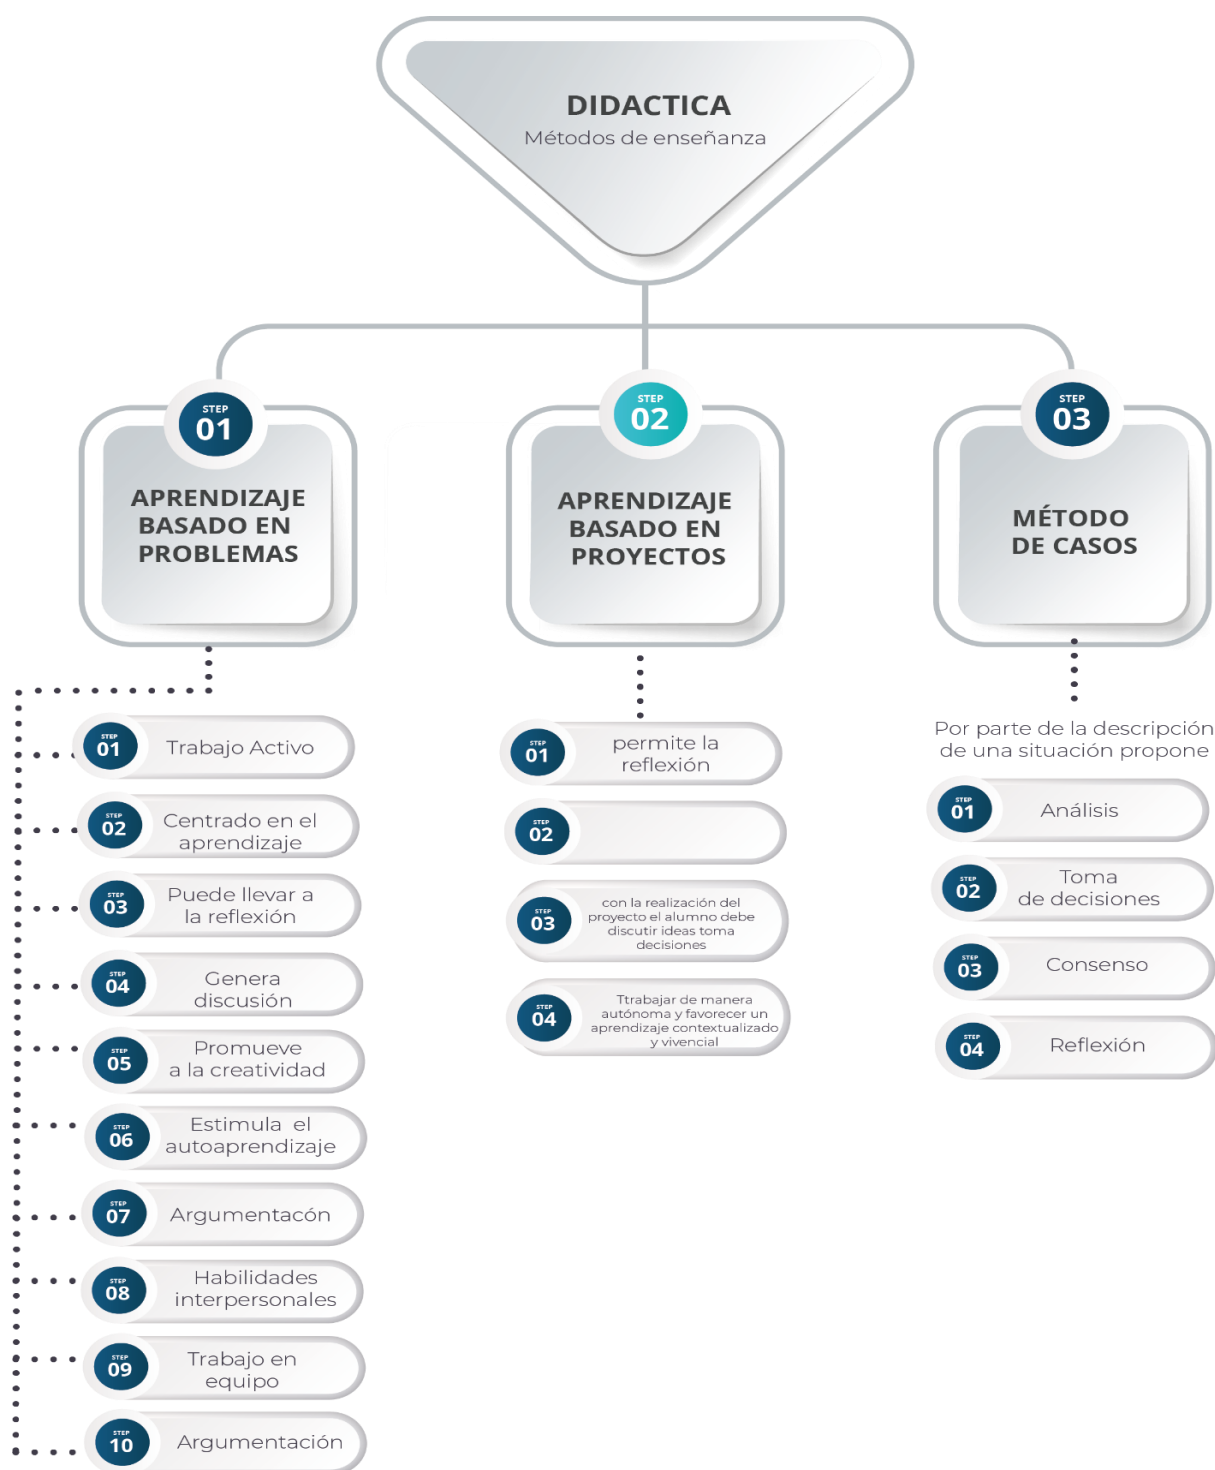 DIDACTICA
Métodos de enseñanza
STEP
01
APRENDIZAJE
BASADO EN
PROBLEMAS
STEP
01
Trabajo Activo
STEP
02
Centrado en el
aprendizaje
STEP
03
Puede llevar a
la reflexión
STEP
04
Genera
discusión
STEP
05
Promueve
a la creatividad
STEP
06
Estimula el
autoaprendizaje
STEP
07
Argumentacón
STEP
08
Habilidades
interpersonales
STEP
09
Trabajo en
equipo
STEP
10
Argumentación
STEP
02
APRENDIZAJE
BASADO EN
PROYECTOS
STEP
01
permite la
reflexión
STEP
02
STEP
03
con la realización del
proyecto el alumno debe
discutir ideas toma
decisiones
STEP
04
Ttrabajar de manera
autónoma y favorecer un
aprendizaje contextualizado
y vivencial
STEP
03
MÉTODO
DE CASOS
Por parte de la descripción
de una situación propone
STEP
01
Análisis
STEP
02
Toma
de decisiones
STEP
03
Consenso
STEP
04
Reflexión